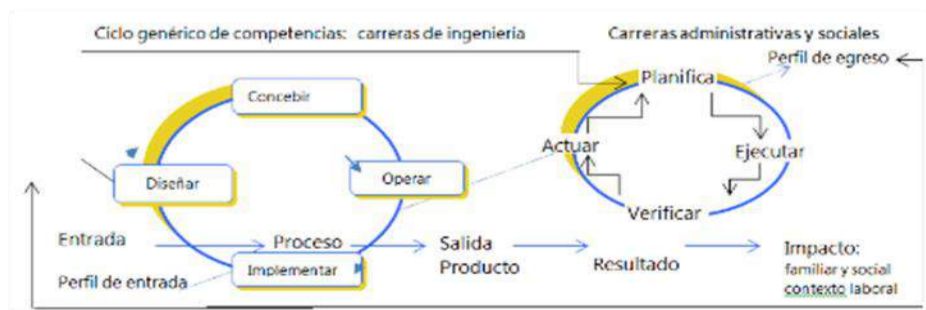 Ciclo genérico de competencias: carreras de ingenieria
Carreras administrativas y sociales
Perfil de egreso
Planifica
Concebir
Actuar
Ejecutar
Diseñar
Operar
Verificar
Entrada
Proceso
Salida
Producto
Resultado
Impacto:
familiar y social
contexto laboral
Perfil de entrada
Implementar